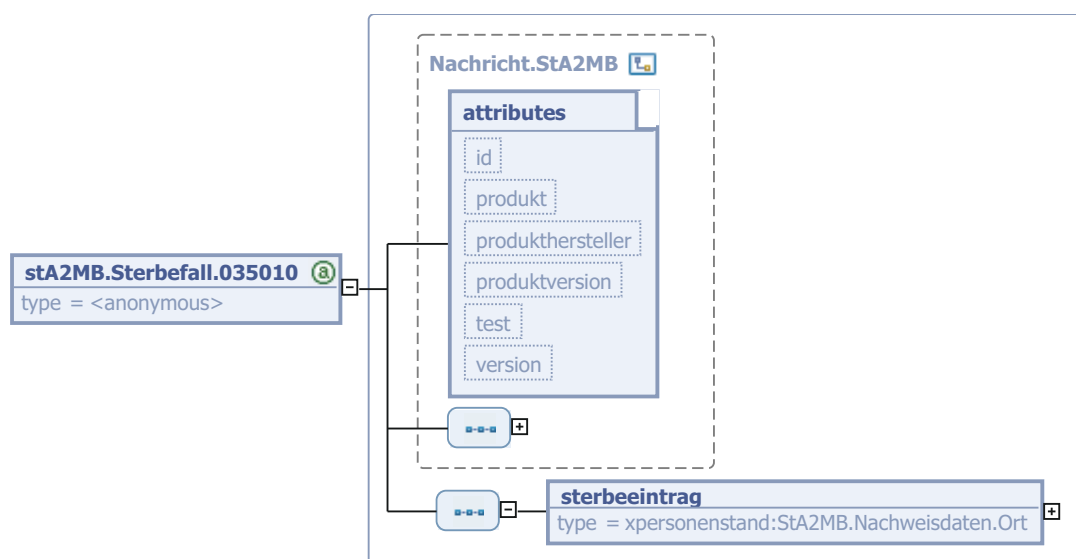 Nachricht.StA2MB
attributes
id
produkt
produkthersteller
produktversion
test
version
stA2MB.Sterbefall.035010 a
type = <anonymous>
sterbeeintrag
type = xpersonenstand:StA2MB.Nachweisdaten.Ort